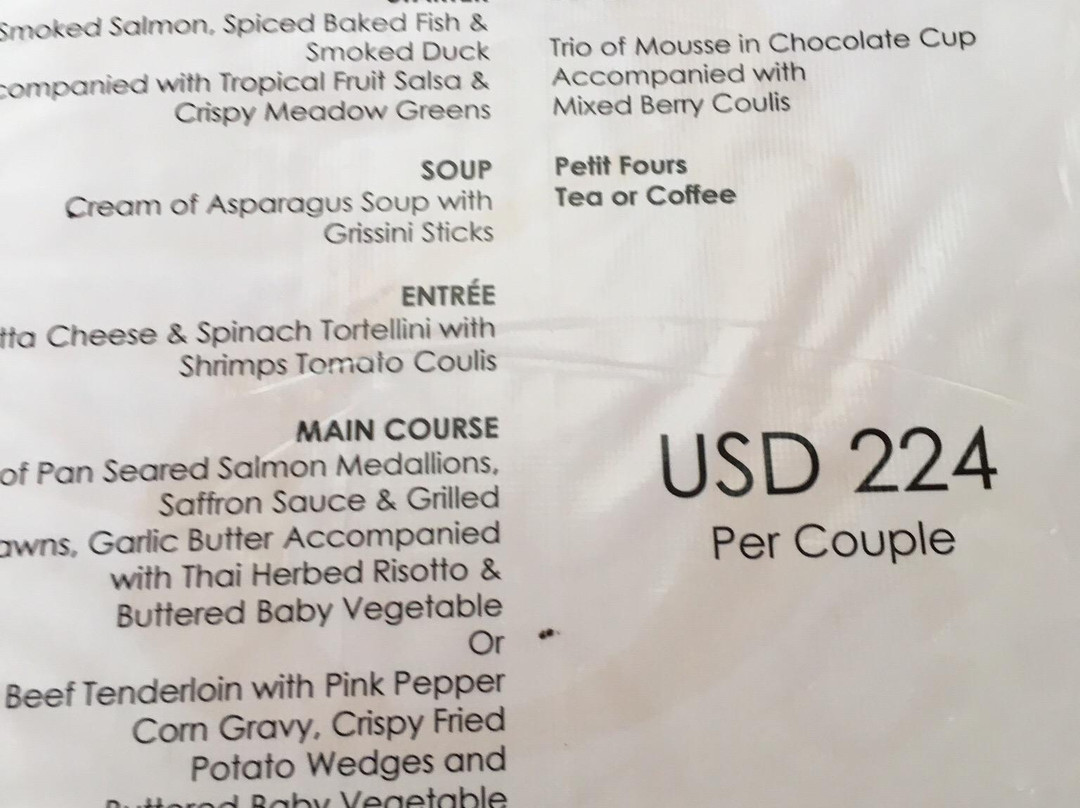 Smoked Salmon, Spiced Baked Fish &
Smoked Duck
with Tropical Fruit Salsa &
Crispy Meadow Greens
SOUP
Cream of Asparagus Soup with
Grissini Sticks
ENTRÉE
Cheese & Spinach Tortellini with
Shrimps Tomato Coulis
MAIN COURSE
of Pan Seared Salmon Medallions,
Saffron Sauce & Grilled
Garlic Butter Accompanied
with Thai Herbed Risotto &
Buttered Baby Vegetable
Or
Beef Tenderloin with Pink Pepper
Corn Gravy, Crispy Fried
Potato Wedges and
Buttered Baby Vegetable
Trio of Mousse in Chocolate Cup
Accompanied with
Mixed Berry Coulis
Petit Fours
Tea or Coffee
USD 224
Per Couple